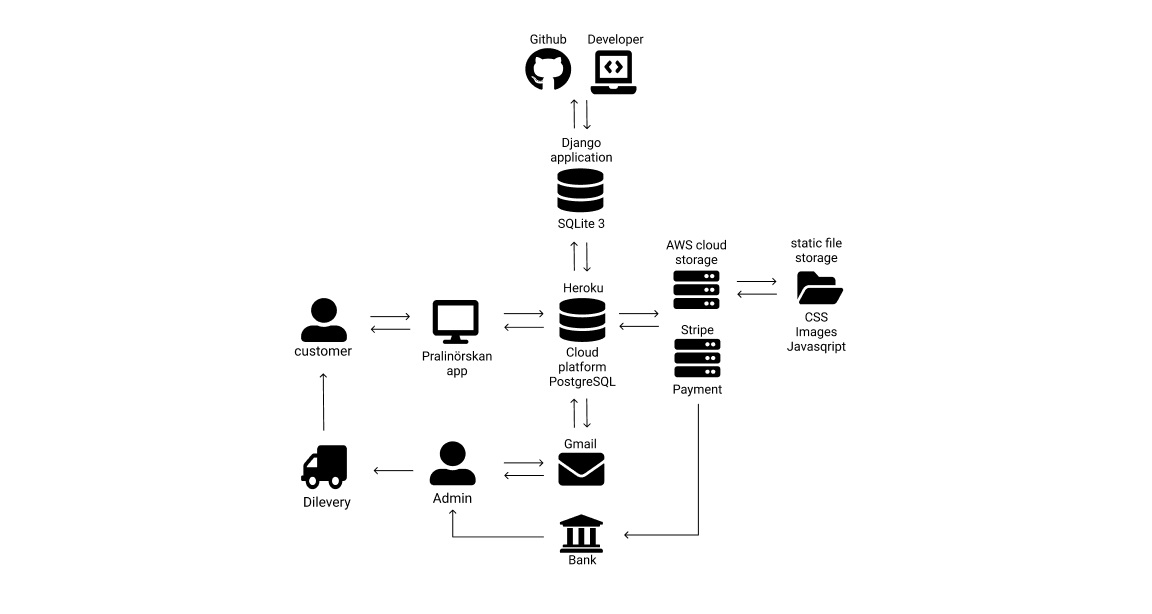 Github
Developer
Django
application
SQLite 3
AWS cloud
storage
static file
storage
Heroku
CSS
Images
Javasqript
customer
Pralinörskan
app
Cloud
platform
PostgreSQL
Stripe
Payment
Gmail
Dilevery
Admin
Bank